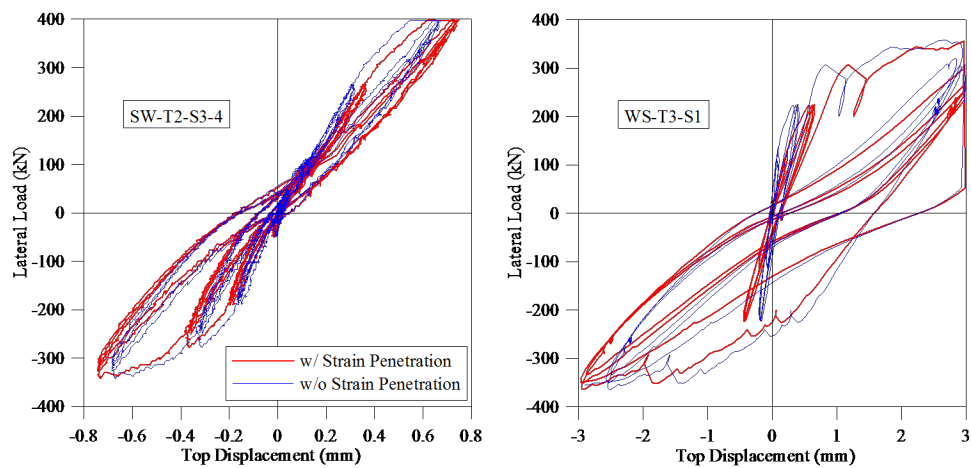 400
300
200
100
0
-100
-200
-300
-400
Lateral Load (kN)
SW-T2-S3-4
w/ Strain Penetration
w/o Strain Penetration
-0.8 -0.6 -0.4 -0.2 0 0.2 0.4 0.6 0.8
Top Displacement (mm)
400
300
200
100
0
-100
-200
-300
-400
Lateral Load (kN)
WS-T3-S1
-3 -2 -1 0 1 2 3
Top Displacement (mm)